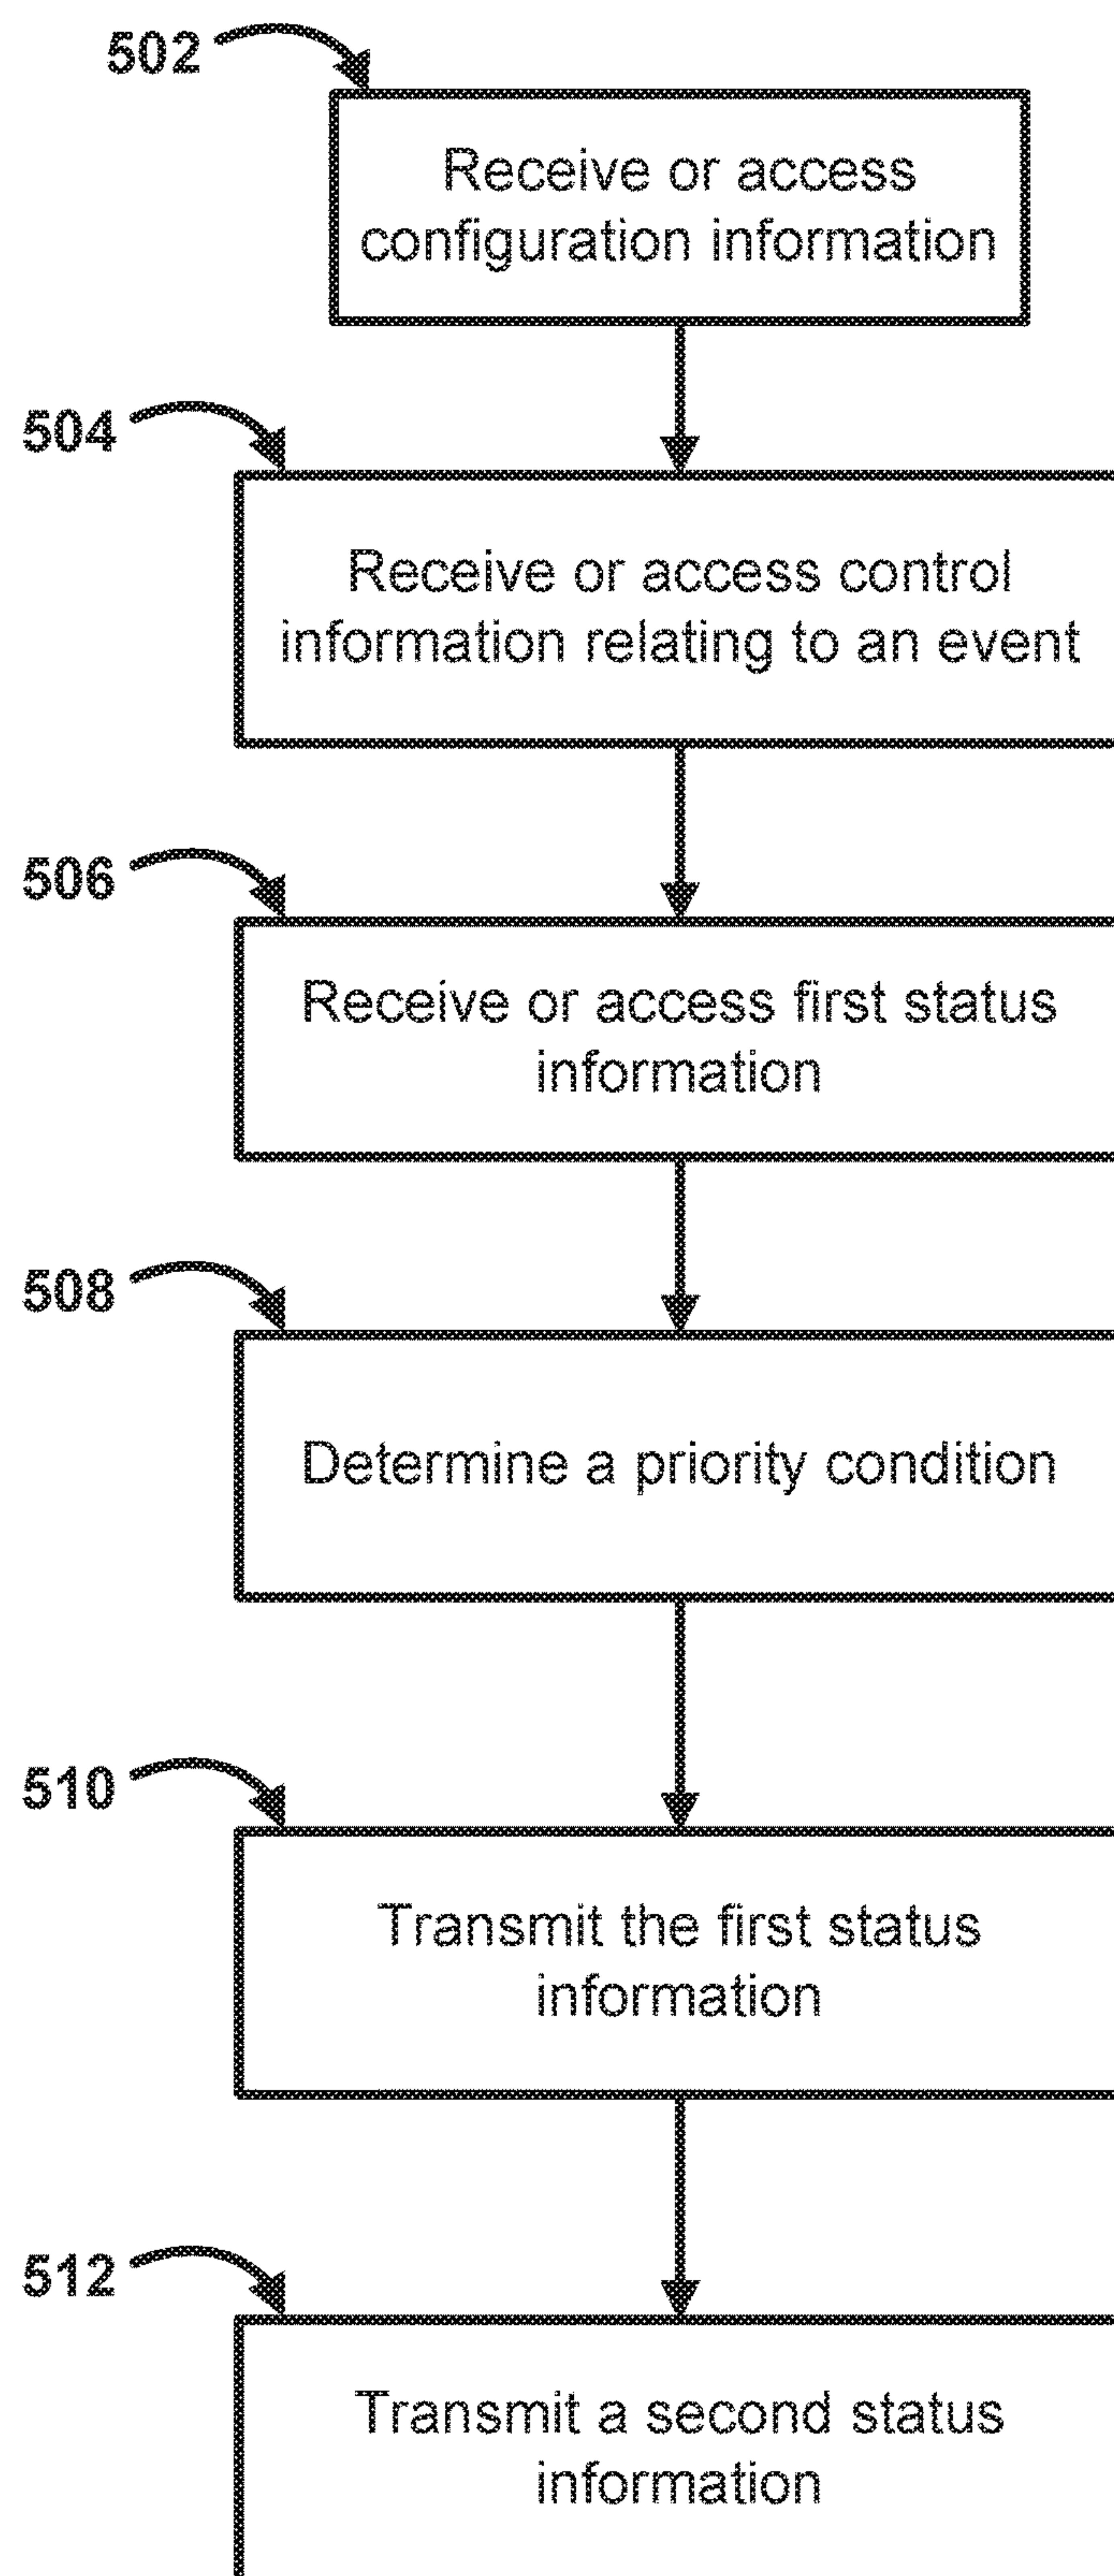 502
Receive or access
configuration information
504
Receive or access control
information relating to an event
506
Receive or access first status
information
508
Determine a priority condition
510
Transmit the first status
information
512
Transmit a second status
information